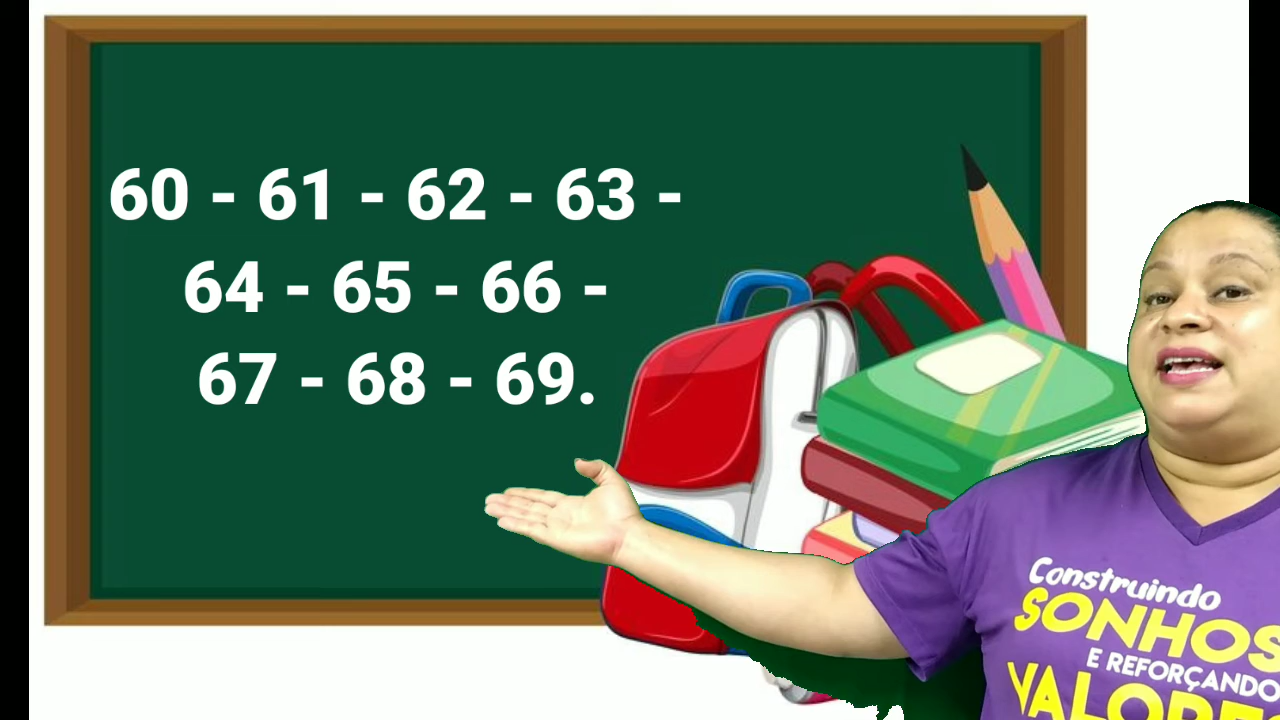 60 - 61 - 62 - 63 -
64 - 65 - 66 -
67 - 68 - 69.
Construindo
SONHOS
E REFORÇANDO